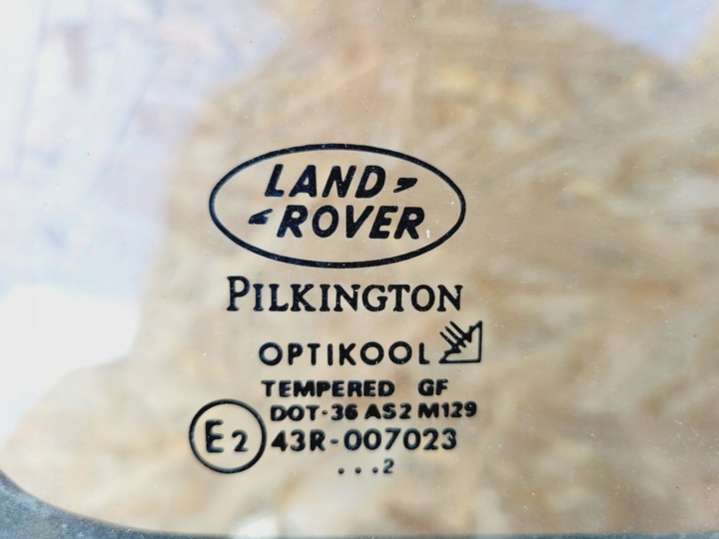 LAND
ROVER
PILKINGTON
OPTIKOOL
TEMPERED GF
DOT-36 AS2 M129
E2 43R-007023
...2